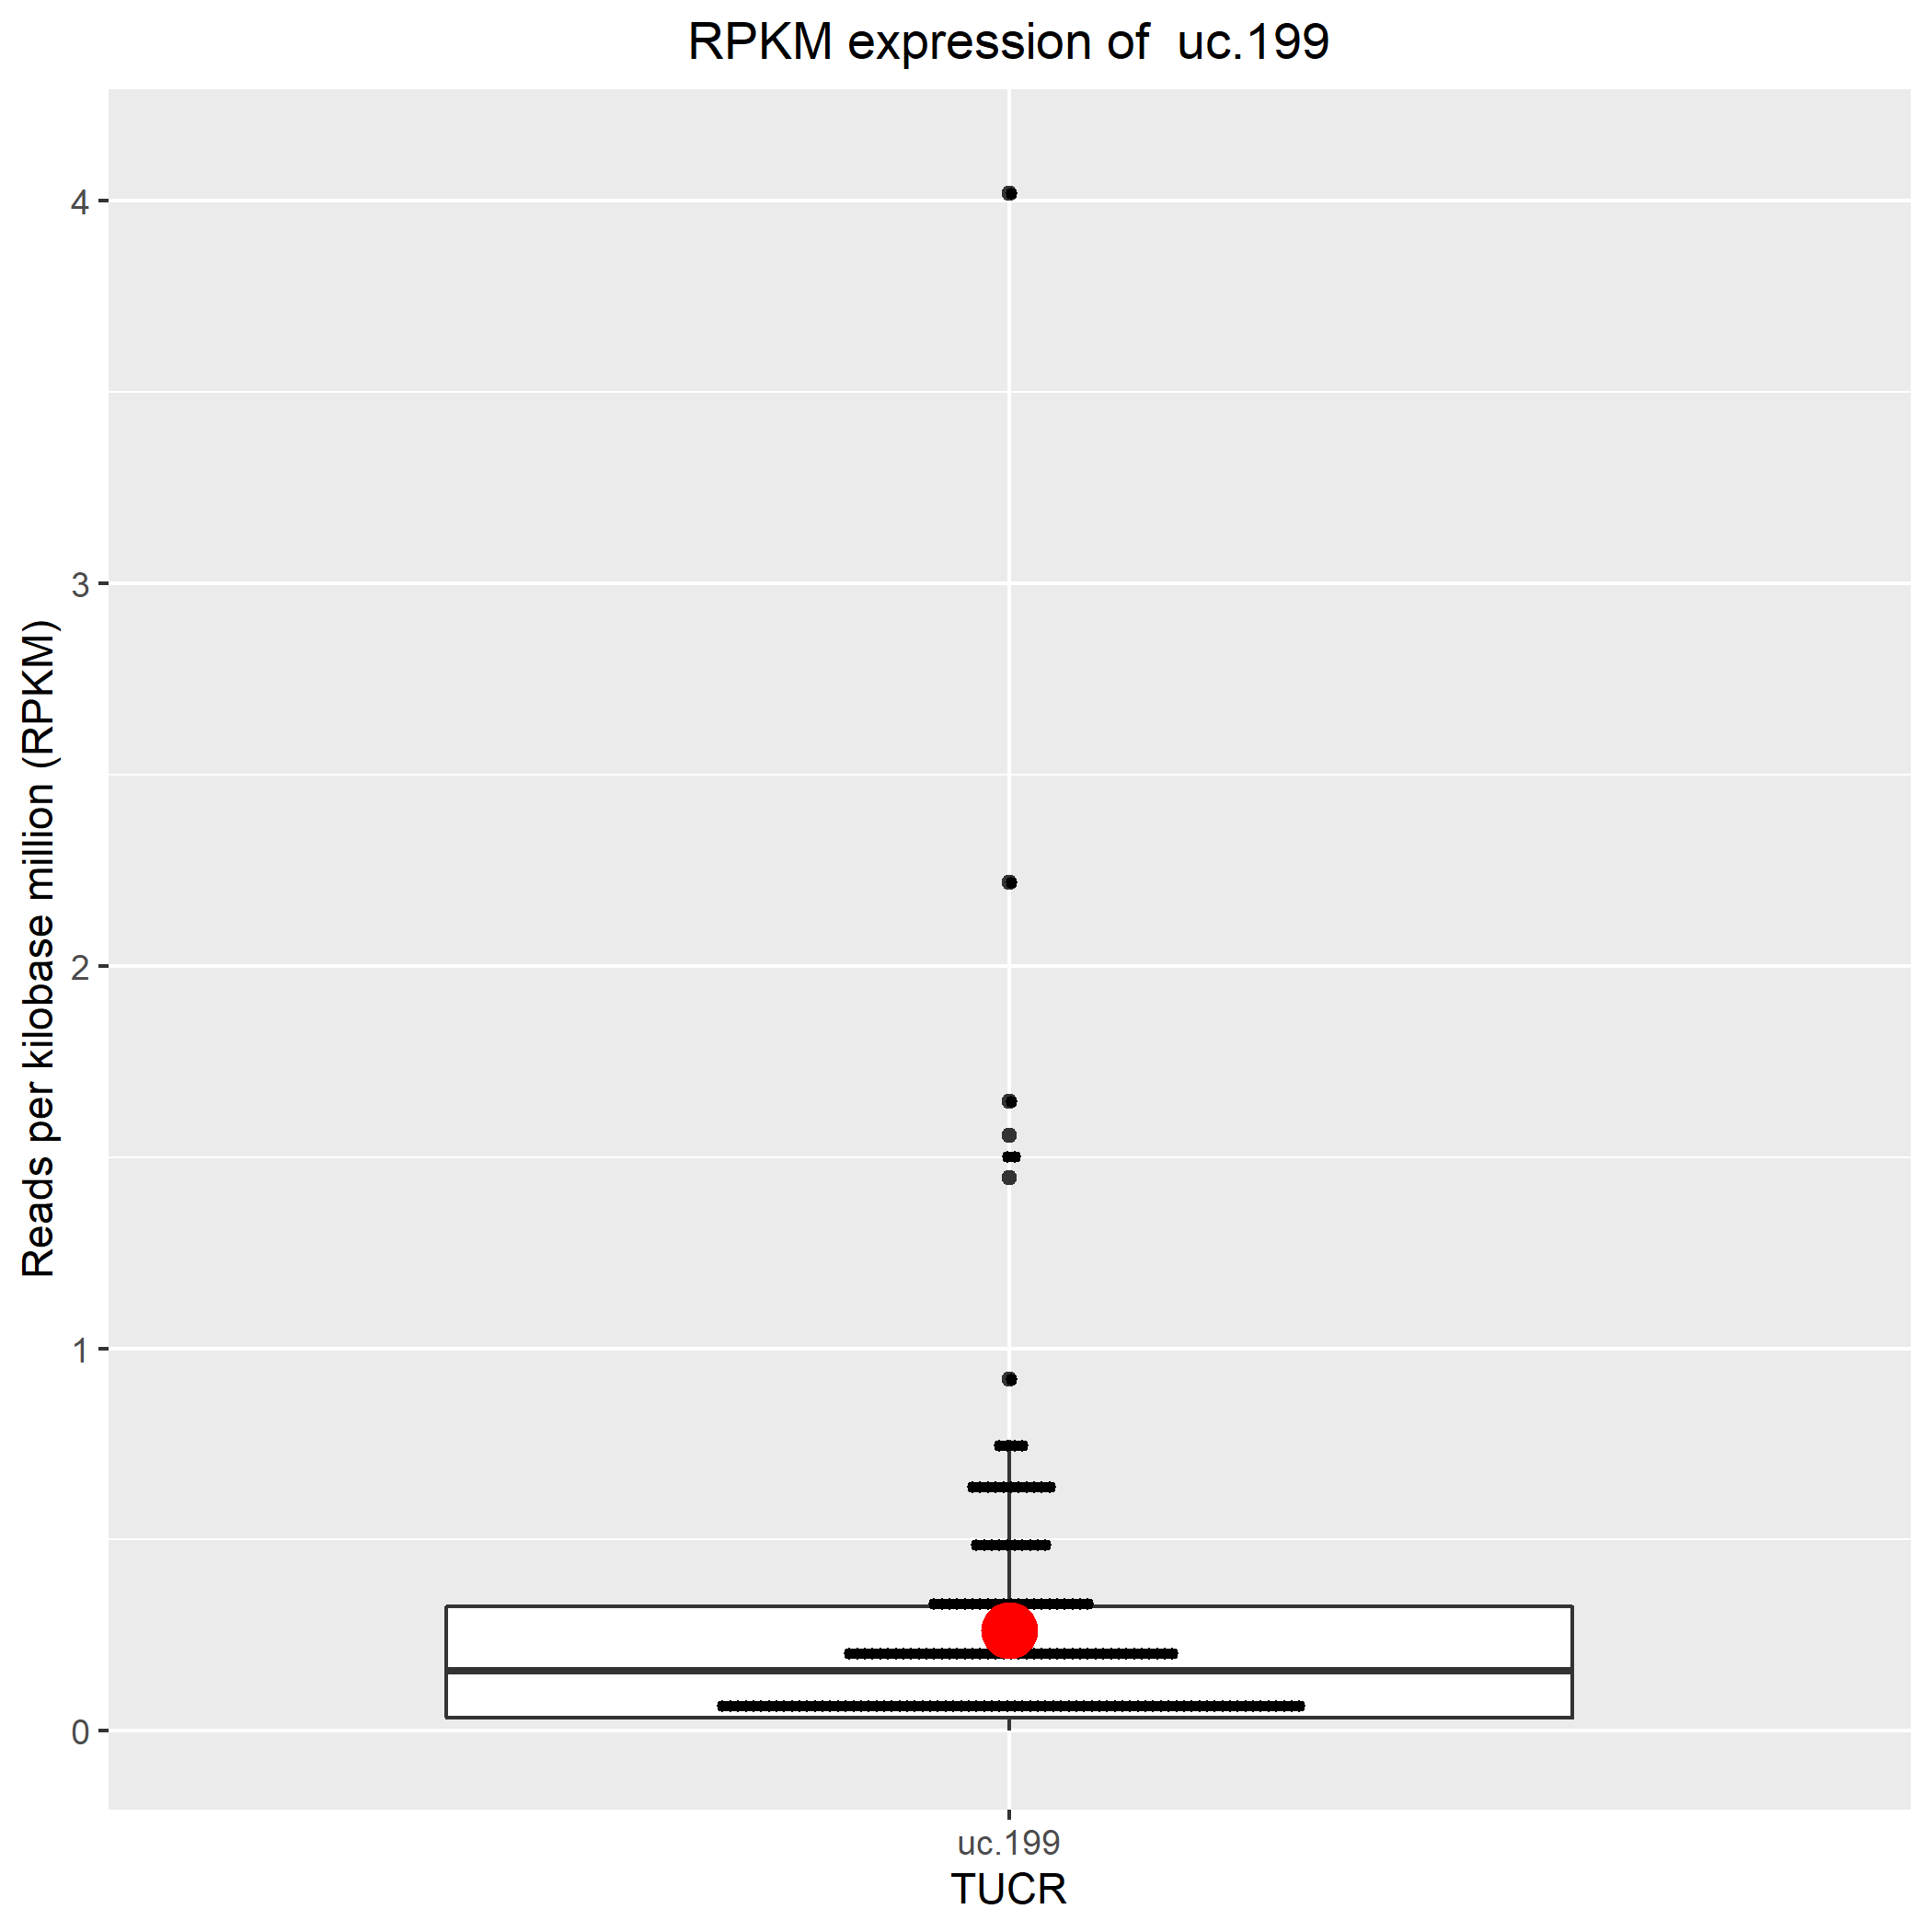 RPKM expression of  uc.199
Reads per kilobase million (RPKM)
4
3
2
1
0
uc.199
TUCR